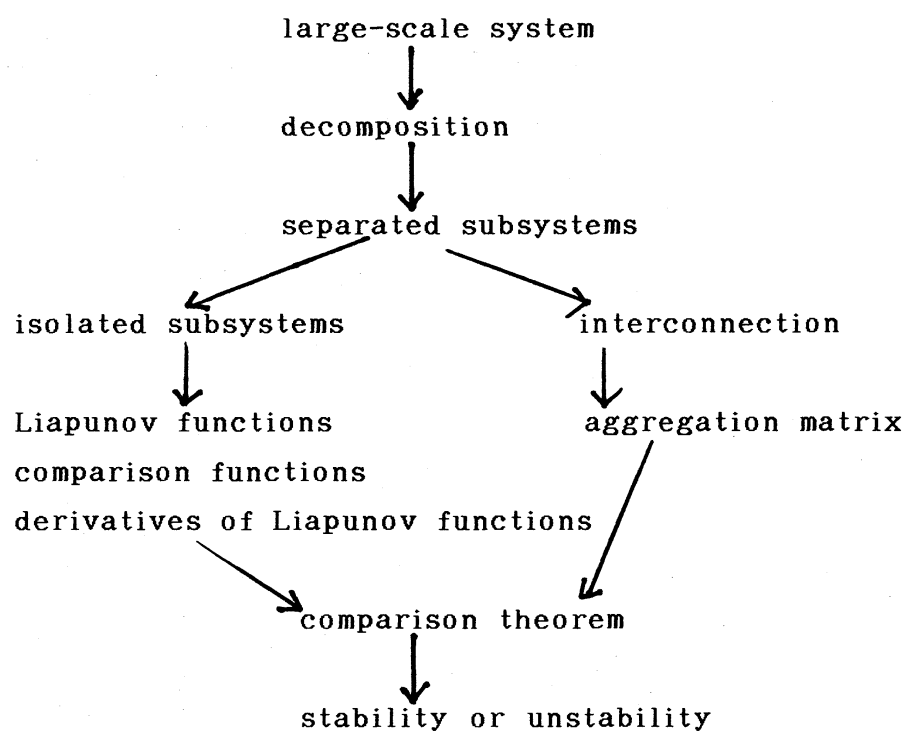 large-scale system
decomposition
separated subsystems
isolated subsystems
interconnection
Liapunov functions
aggregation matrix
comparison functions
derivatives of Liapunov functions
comparison theorem
stability or unstability